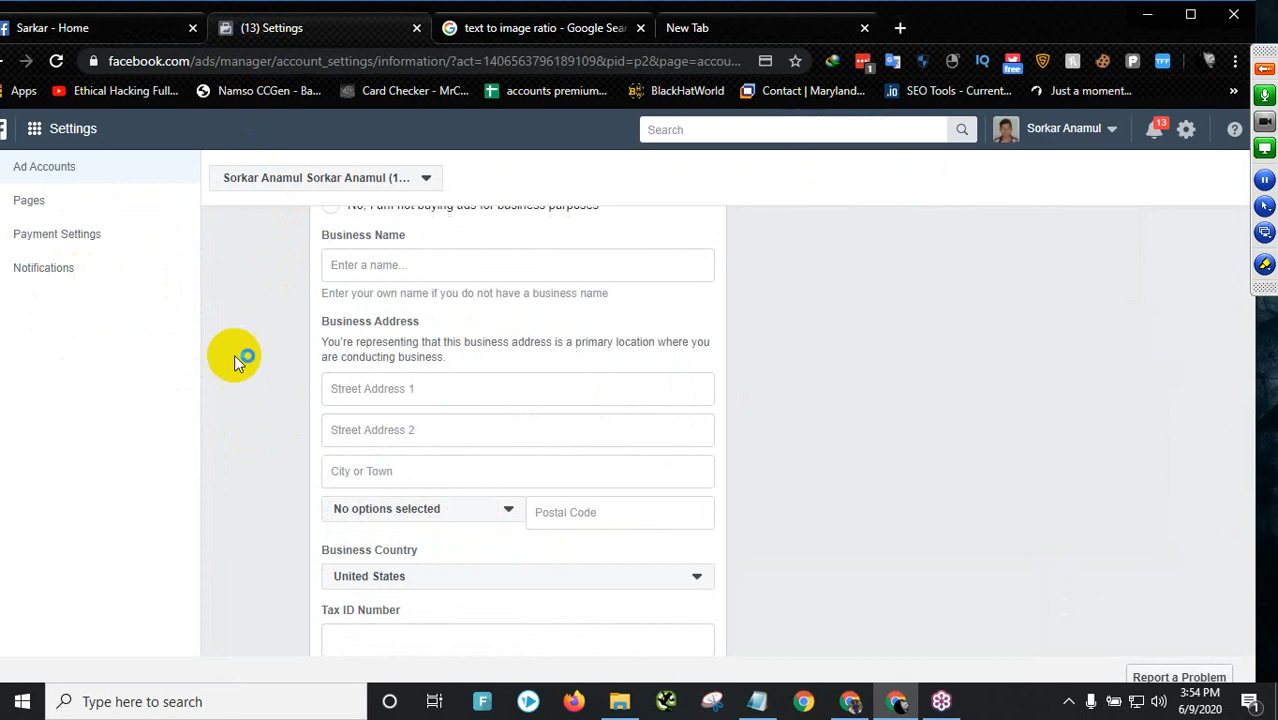 Sarkar - Home
(13) Settings
text to image ratio - Google Sear
New Tab
facebook.com/ads/manager/account_settings/information/?act=14065637961891098&pid=p2&page=accou...
1
free
Apps
Ethical Hacking Full...
Namso CCGen - Ba...
Card Checker - MrC...
accounts premium...
BlackHatWorld
Contact | Maryland...
SEO Tools - Current...
Just a moment...
Settings
Search
Sorkar Anamul
13
Ad Accounts
Sorkar Anamul Sorkar Anamul (1...
Pages
No, I am not buying ads for business purposes
Payment Settings
Business Name
Notifications
Enter a name...
Enter your own name if you do not have a business name
Business Address
You're representing that this business address is a primary location where you
are conducting business.
Street Address 1
Street Address 2
City or Town
No options selected
Postal Code
Business Country
United States
Tax ID Number
Report a Problem
Type here to search
3:54 PM
6/9/2020
1